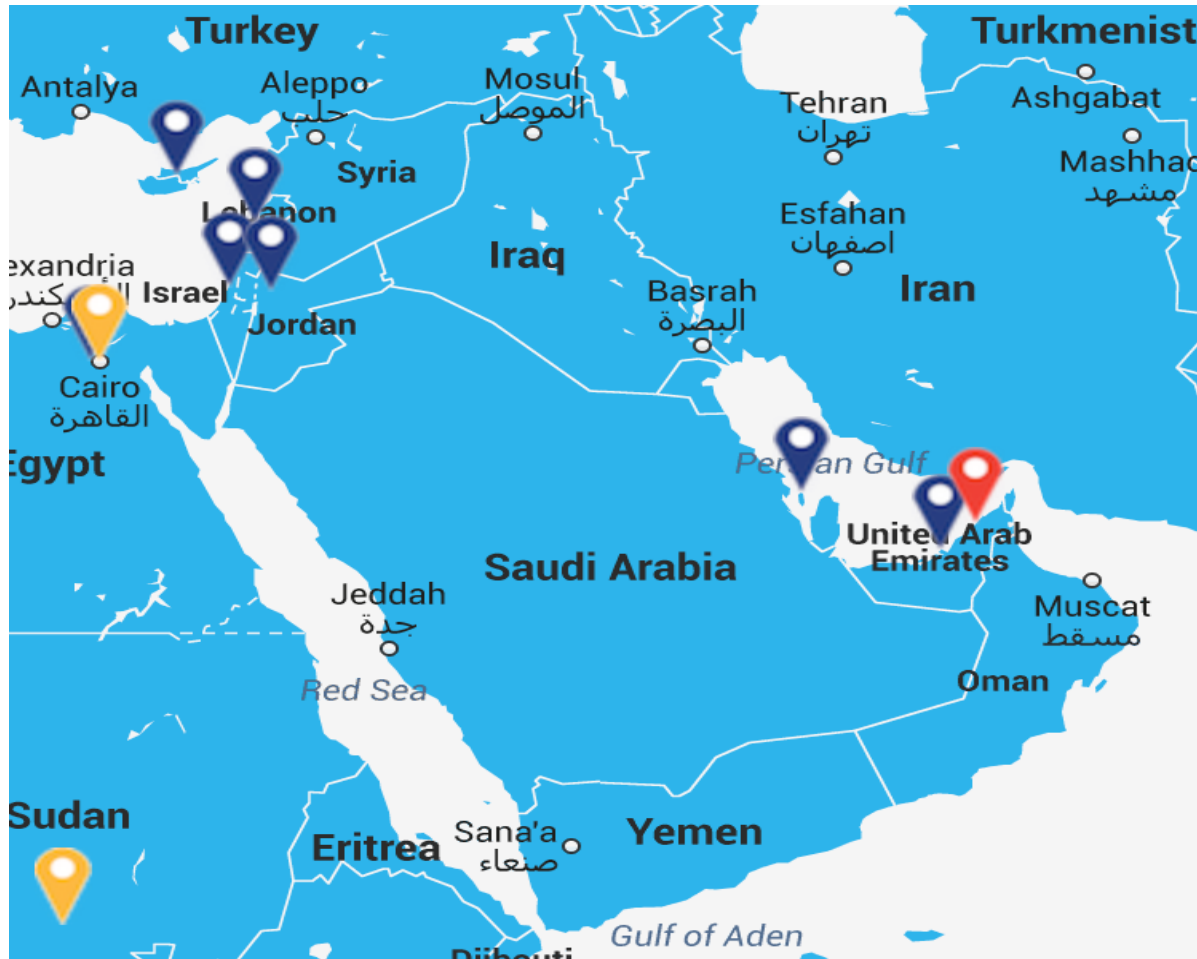 Turkey
Turkmenist
Antalya
Aleppo
حلب
Mosul
الموصل
Tehran
تهران
Ashgabat
Mashhad
مشهد
Syria
Lebanon
Esfahan
اصفهان
Iraq
Iran
exandria
Israel
Basrah
البصرة
Jordan
Cairo
القاهرة
Egypt
Persian Gulf
United Arab
Emirates
Saudi Arabia
Jeddah
جدة
Muscat
مسقط
Red Sea
Oman
Sudan
Sana'a
صنعاء
Yemen
Eritrea
Gulf of Aden
Djibouti